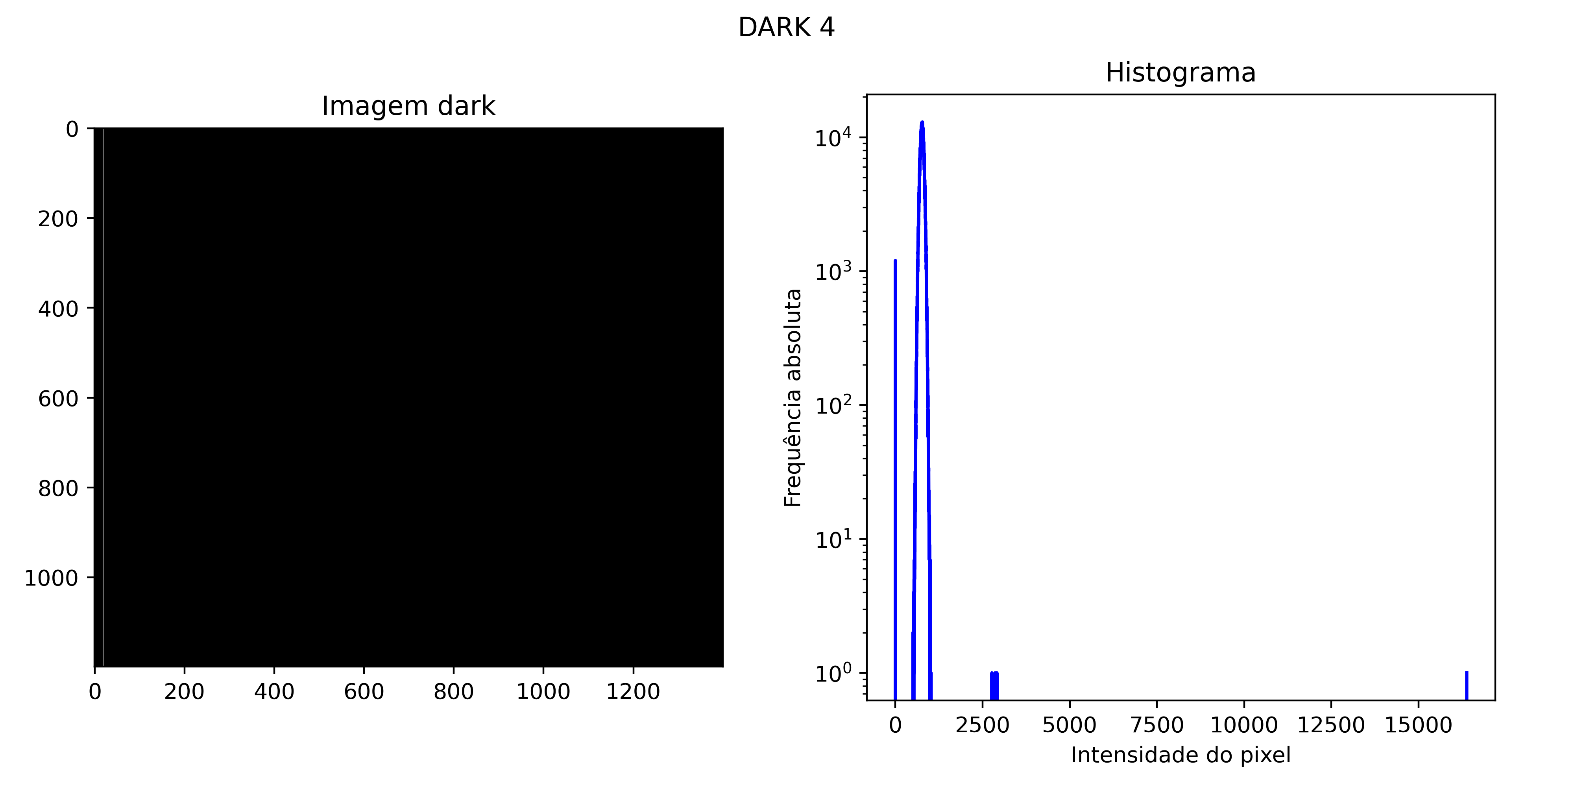 DARK 4
Imagem dark
0
200
400
600
800
1000
0 200 400 600 800 1000 1200
Histograma
Frequência absoluta
10⁴
10³
10²
10¹
10⁰
0 2500 5000 7500 10000 12500 15000
Intensidade do pixel